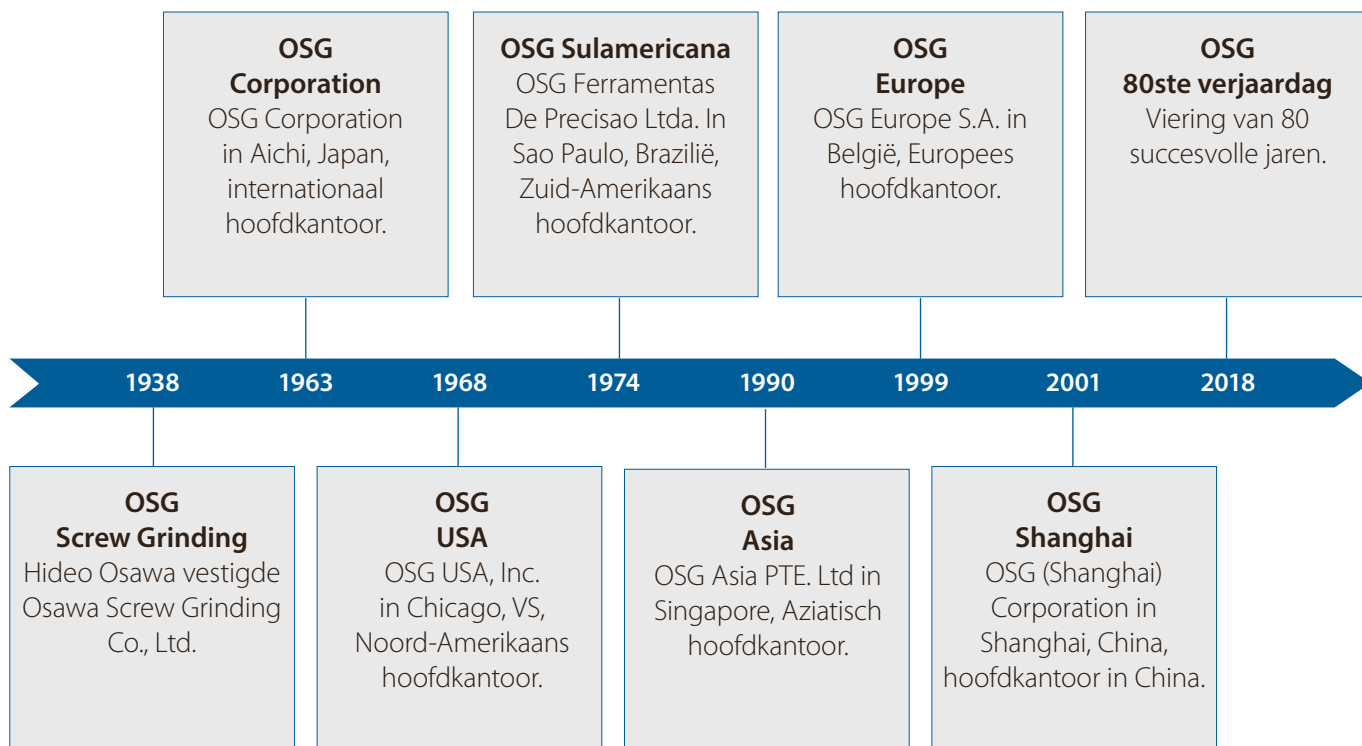 OSG
Corporation
OSG Corporation
in Aichi, Japan,
internationaal
hoofdkantoor.
OSG Sulamericana
OSG Ferramentas
De Precisao Ltda. In
Sao Paulo, Brazilië,
Zuid-Amerikaans
hoofdkantoor.
OSG
Europe
OSG Europe S.A. in
België, Europees
hoofdkantoor.
OSG
80ste verjaardag
Viering van 80
succesvolle jaren.
1938 1963 1968 1974 1990 1999 2001 2018
OSG
Screw Grinding
Hideo Osawa vestigde
Osawa Screw Grinding
Co., Ltd.
OSG
USA
OSG USA, Inc.
in Chicago, VS,
Noord-Amerikaans
hoofdkantoor.
OSG
Asia
OSG Asia PTE. Ltd in
Singapore, Aziatisch
hoofdkantoor.
OSG
Shanghai
OSG (Shanghai)
Corporation in
Shanghai, China,
hoofdkantoor in China.